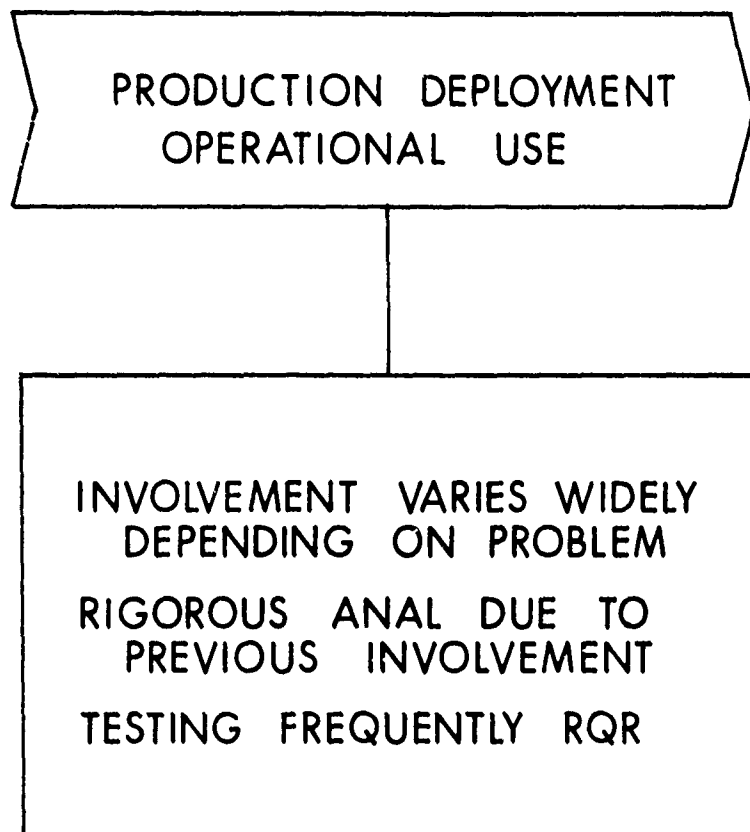 PRODUCTION DEPLOYMENT
OPERATIONAL USE
INVOLVEMENT VARIES WIDELY
DEPENDING ON PROBLEM
RIGOROUS ANAL DUE TO
PREVIOUS INVOLVEMENT
TESTING FREQUENTLY RQR